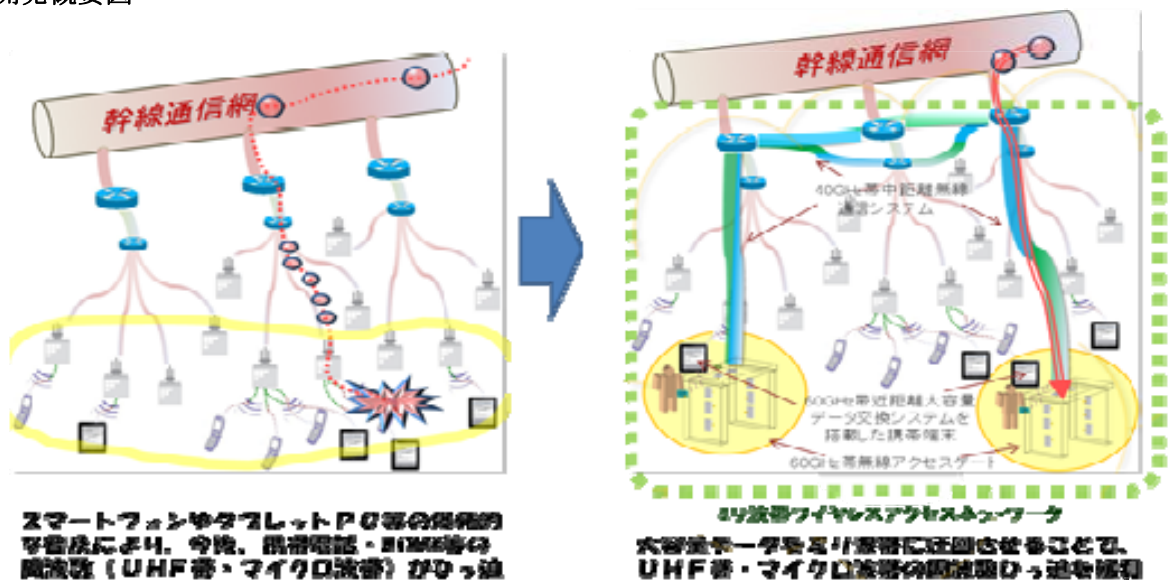 幹線通信網
幹線通信網
40GHz帯中距離無線
通信システム
60GHz帯近距離大容量
データ交換システムを
搭載した携帯端末
60GHz帯無線アクセスゲート
スマートフォンやタブレットPC等の爆発的
な普及により、今後、携帯電話・
周波数（UHF帯・マイクロ波帯）がひっ迫
ミリ波帯ワイヤレスアクセスネットワーク
大容量データをミリ波帯に迂回させることで、
UHF帯・マイクロ波帯の周波数ひっ迫を緩和